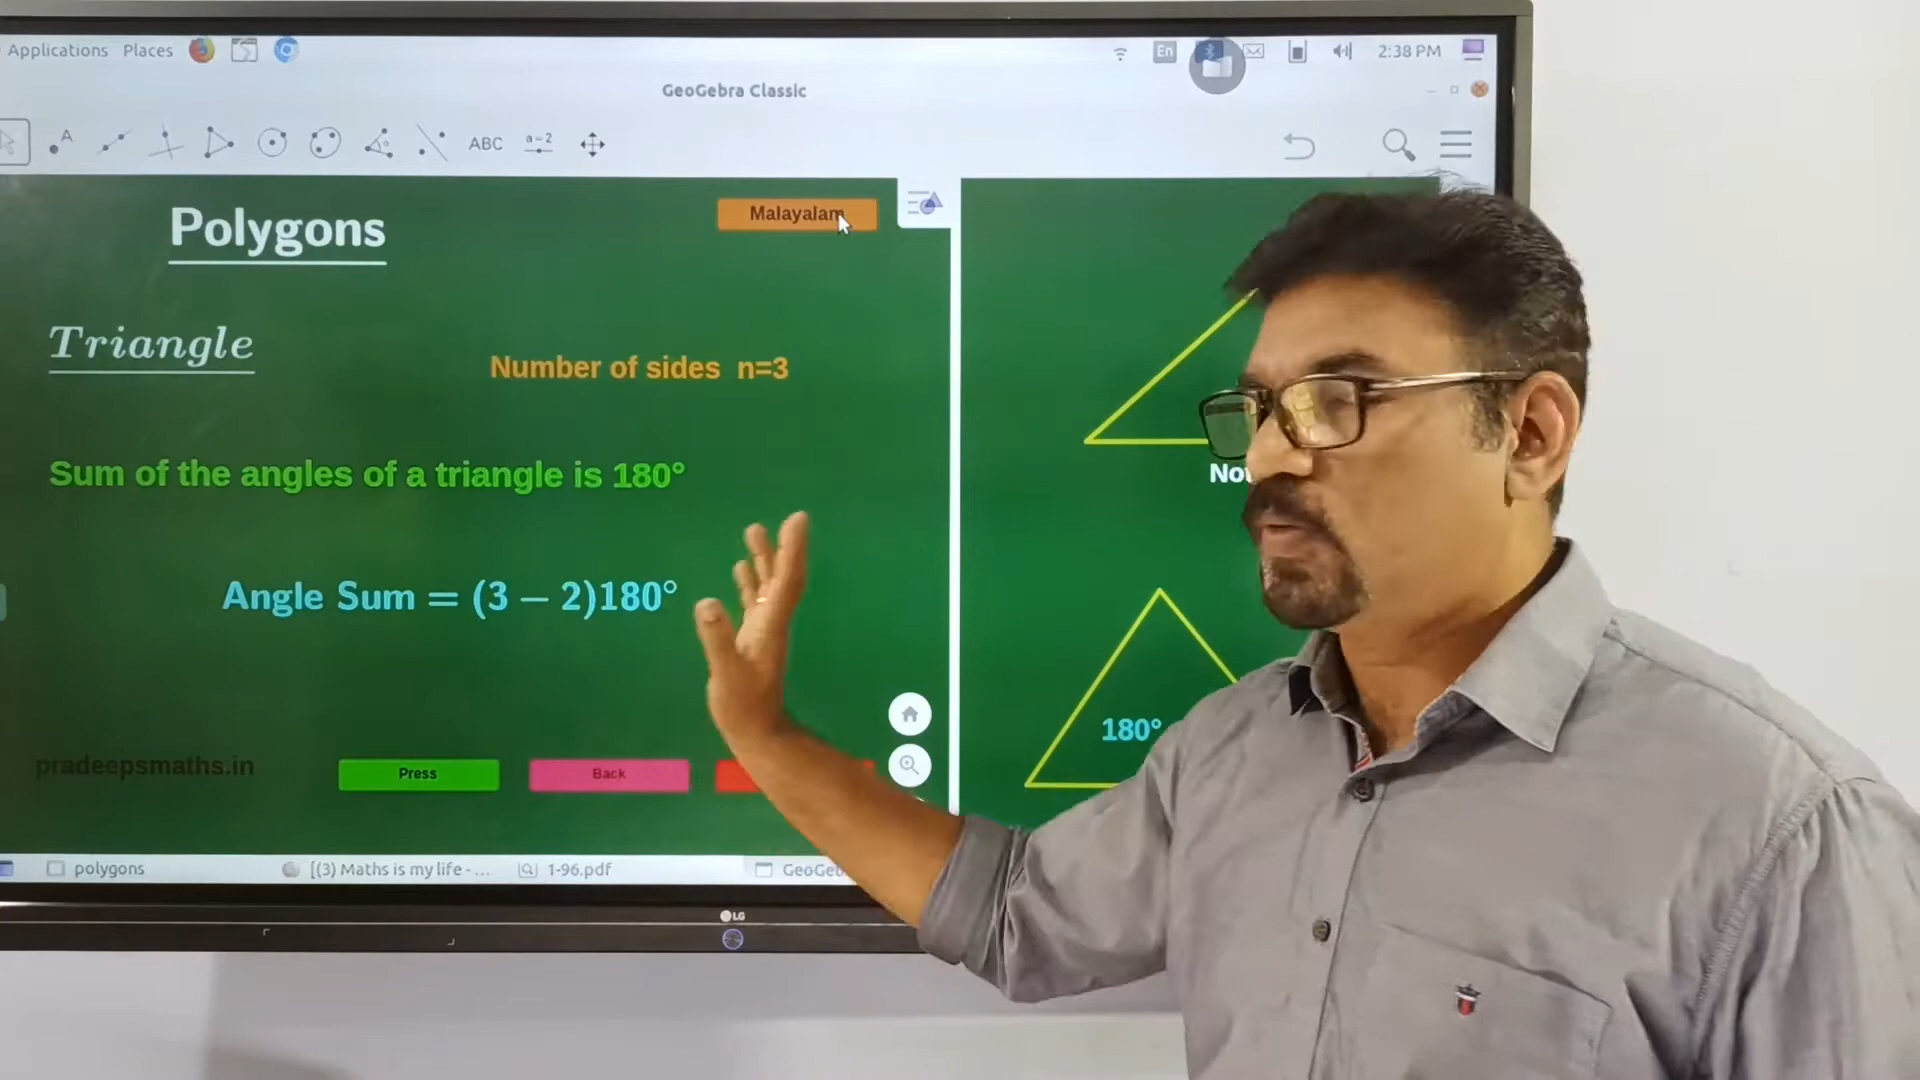 Applications Places
En
2:38 PM
GeoGebra Classic
A
ABC
a=2
Polygons
Malayalam
Triangle
Number of sides n=3
Sum of the angles of a triangle is 180°
Angle Sum = (3 − 2)180°
180°
pradeepsmaths.in
Press
Back
polygons
[(3) Maths is my life - ...
1-96.pdf
LG